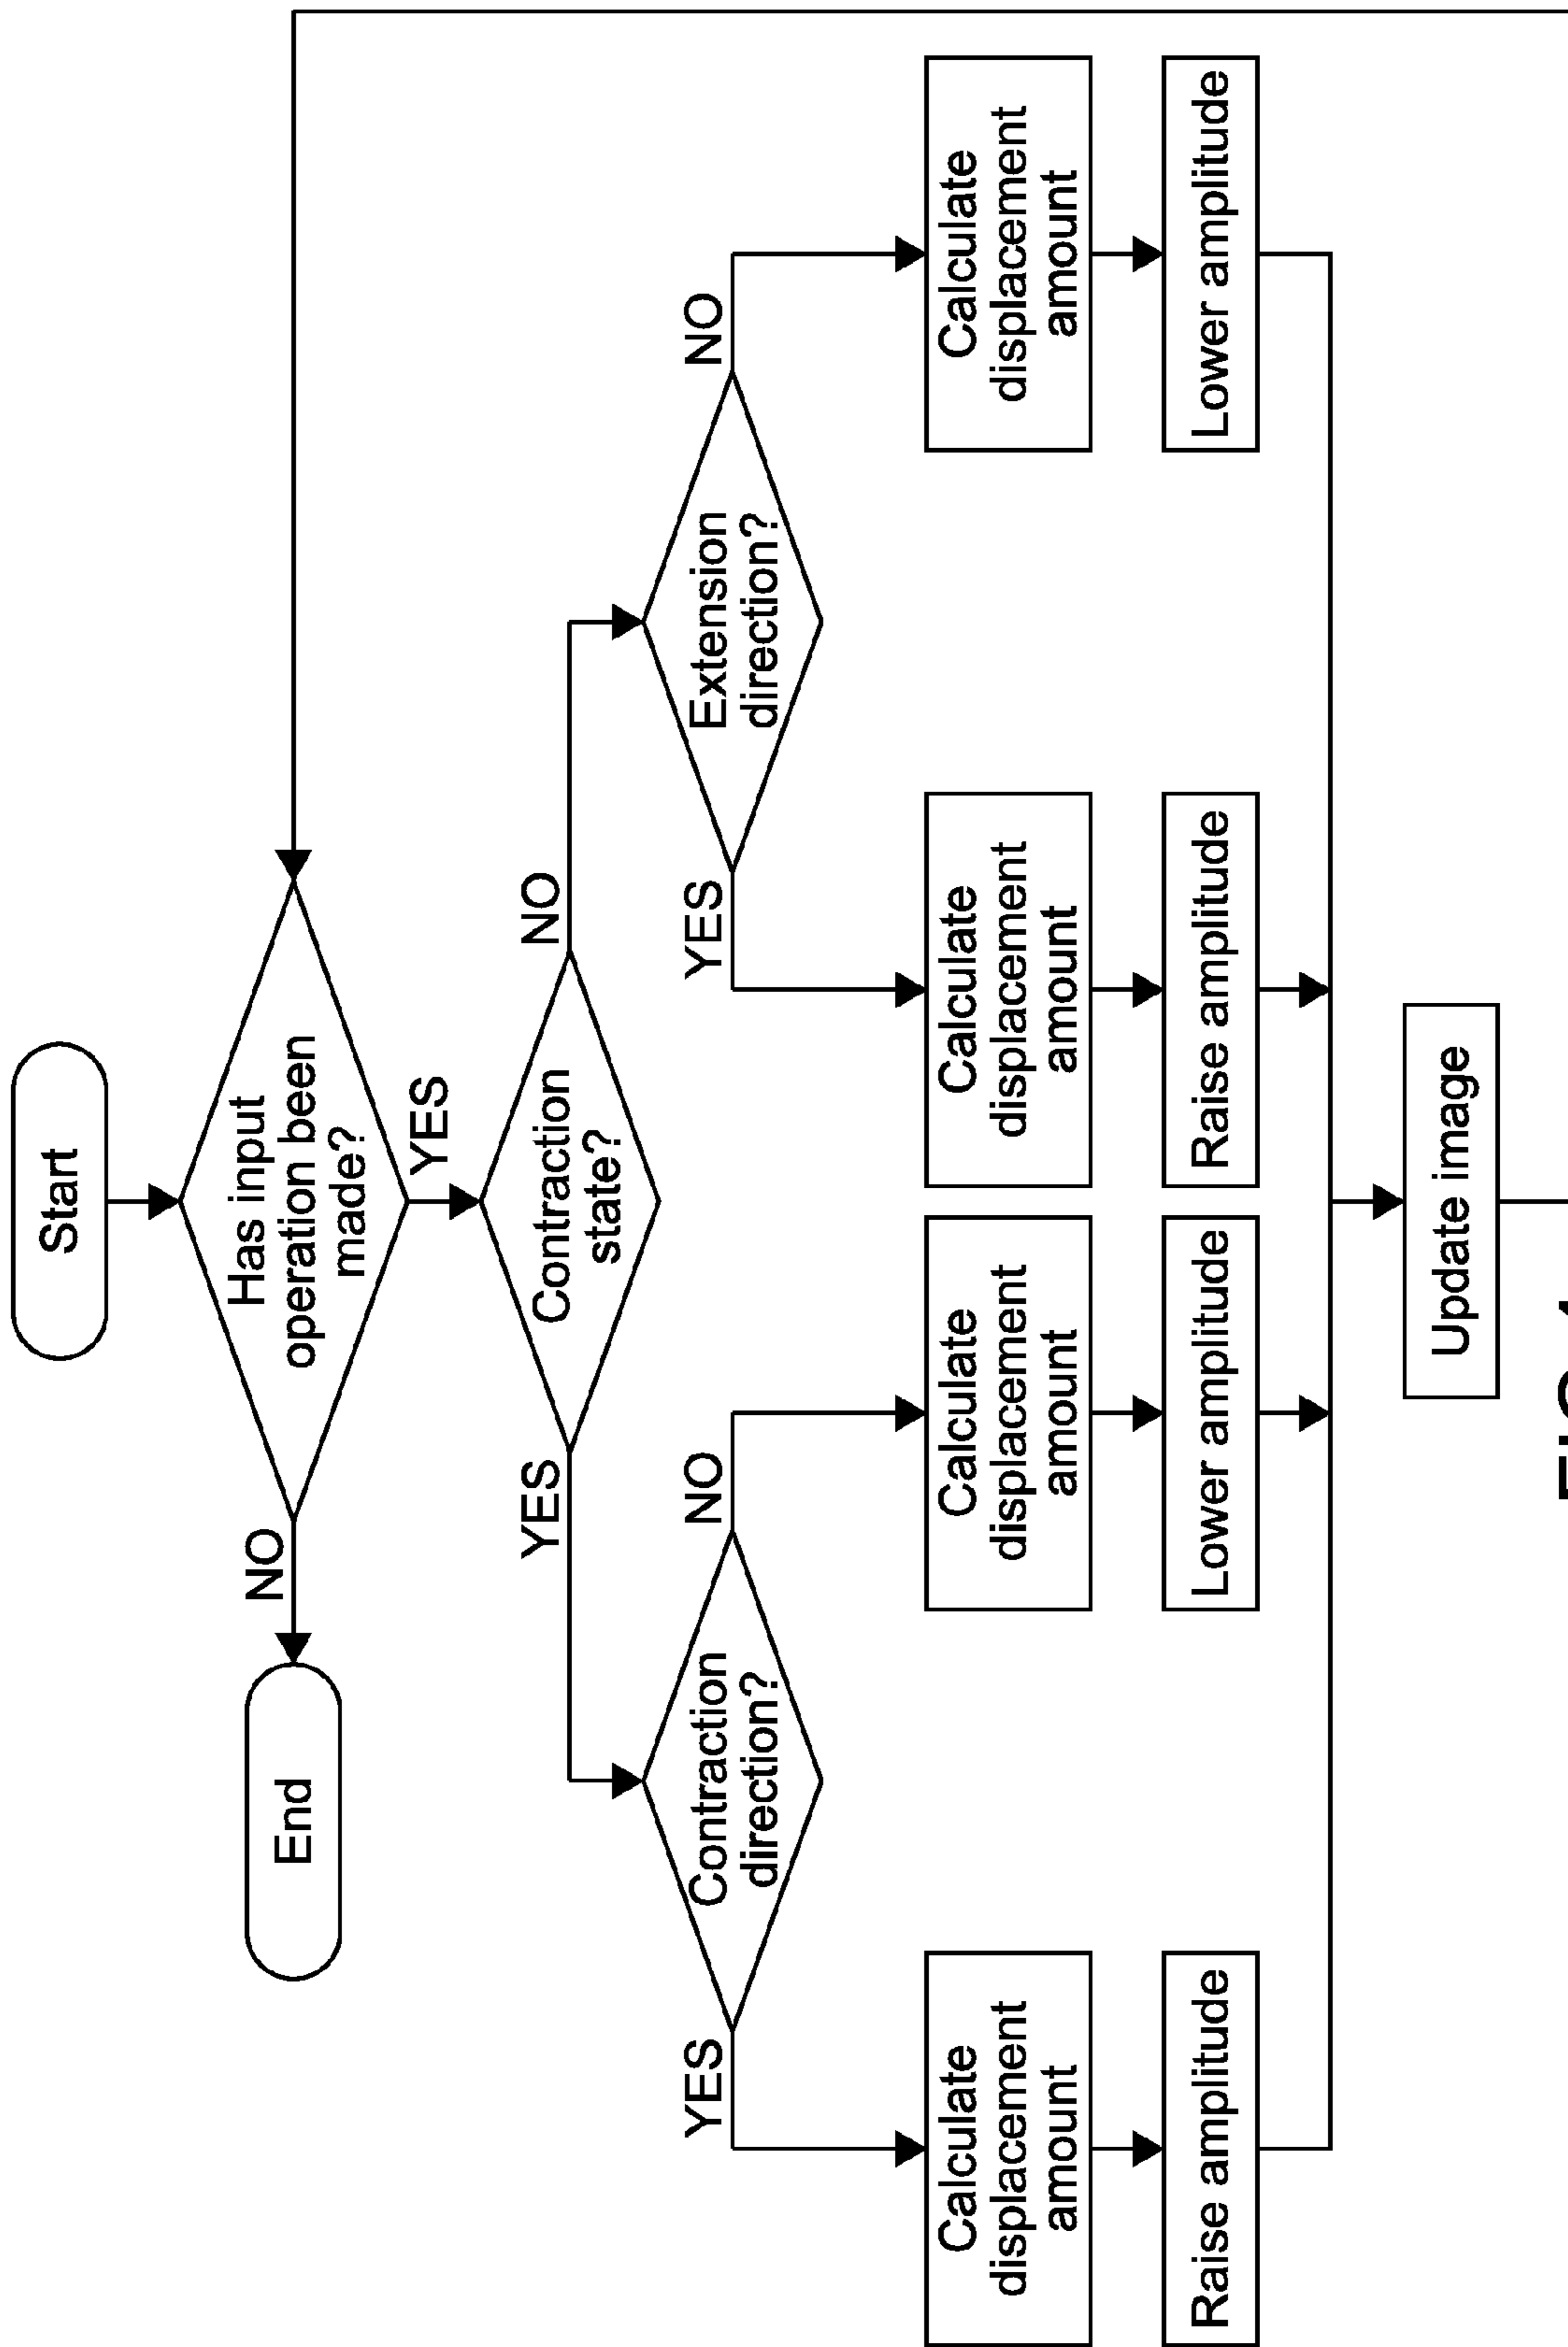 Start
Has input
operation been
made?
NO
End
YES
Contraction
state?
YES
NO
Contraction
direction?
YES
NO
Extension
direction?
YES
NO
Calculate
displacement
amount
Calculate
displacement
amount
Calculate
displacement
amount
Calculate
displacement
amount
Raise amplitude
Lower amplitude
Raise amplitude
Lower amplitude
Update image